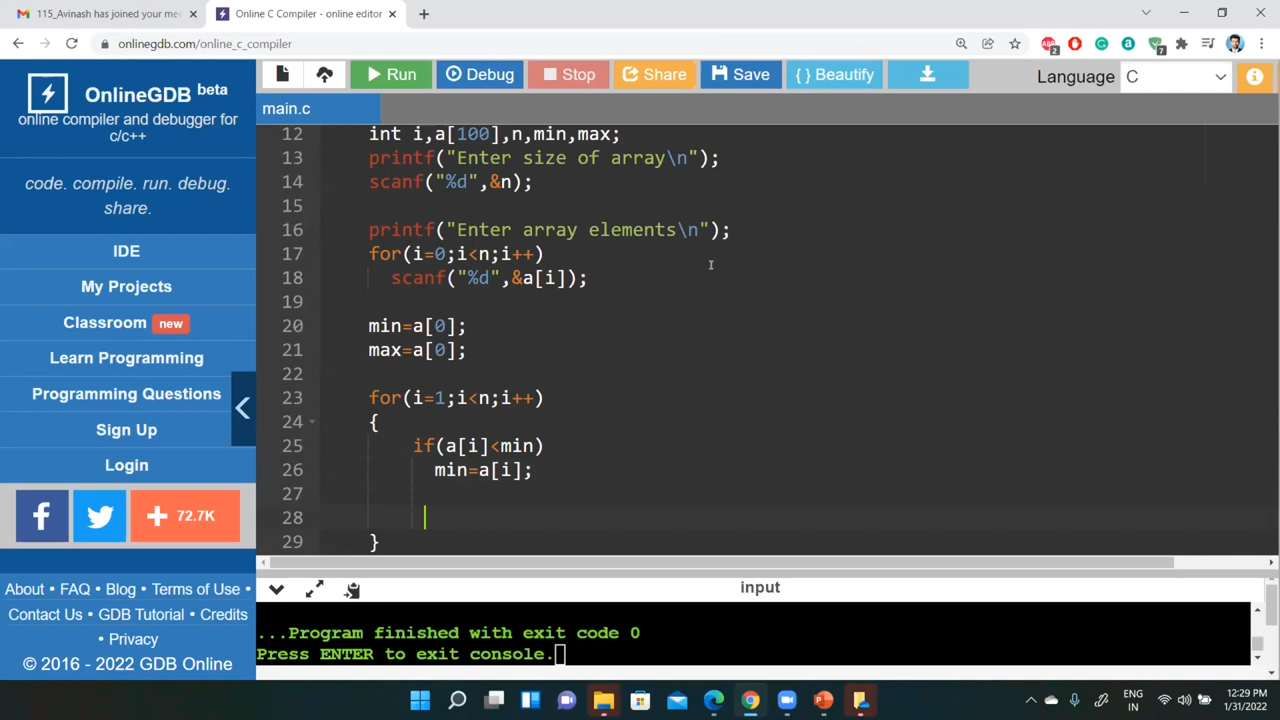 115_Avinash has joined your me
Online C Compiler - online editor
onlinegdb.com/online_c_compiler
2
7
OnlineGDB beta
online compiler and debugger for
c/c++
code. compile. run. debug.
share.
IDE
My Projects
Classroom new
Learn Programming
Programming Questions
Sign Up
Login
72.7K
About • FAQ • Blog • Terms of Use •
Contact Us • GDB Tutorial • Credits
• Privacy
© 2016 - 2022 GDB Online
Run
Debug
Stop
Share
Save
{ } Beautify
Language
C
main.c
12 int i,a[100],n,min,max;
13 printf("Enter size of array\n");
14 scanf("%d",&n);
15
16 printf("Enter array elements\n");
17 for(i=0;i<n;i++)
18 scanf("%d",&a[i]);
19
20 min=a[0];
21 max=a[0];
22
23 for(i=1;i<n;i++)
24 {
25 if(a[i]<min)
26 min=a[i];
27
28
29 }
input
...Program finished with exit code 0
Press ENTER to exit console.
ENG
IN
12:29 PM
1/31/2022